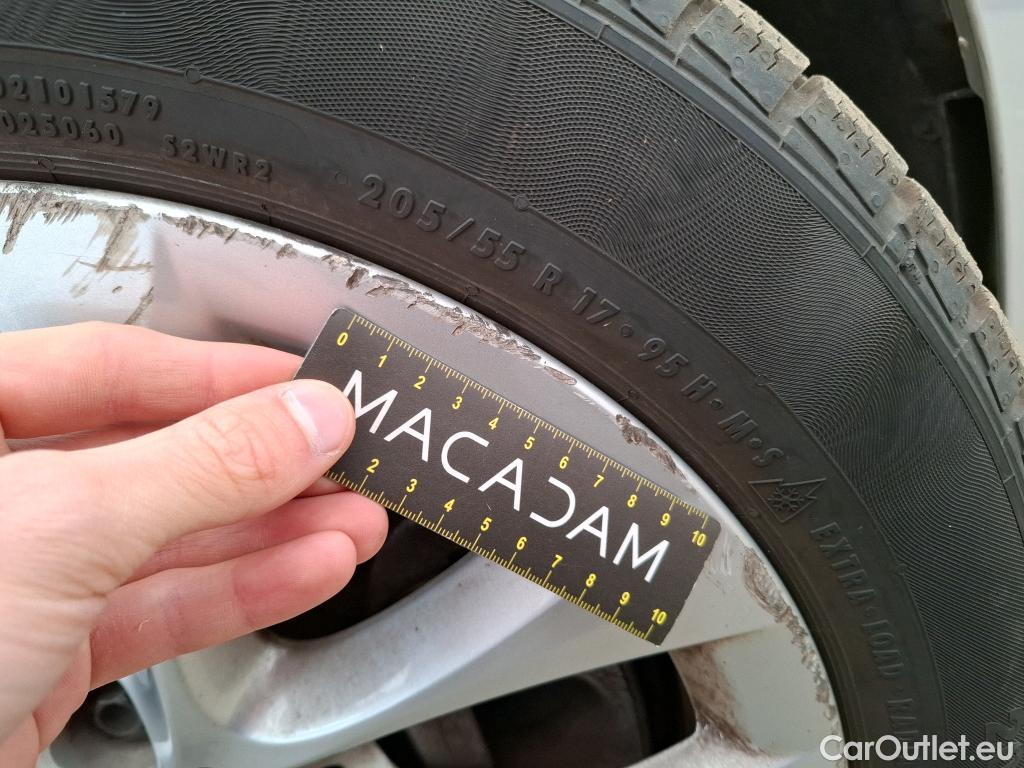 02101579
025060 S2WR2
205/55 R 17 • 95 H • M • S
EXTRA • LOAD
0 1 2 3 4 5 6 7 8 9 10
MACADAM
2 3 4 5 6 7 8 9 10
CarOutlet.eu